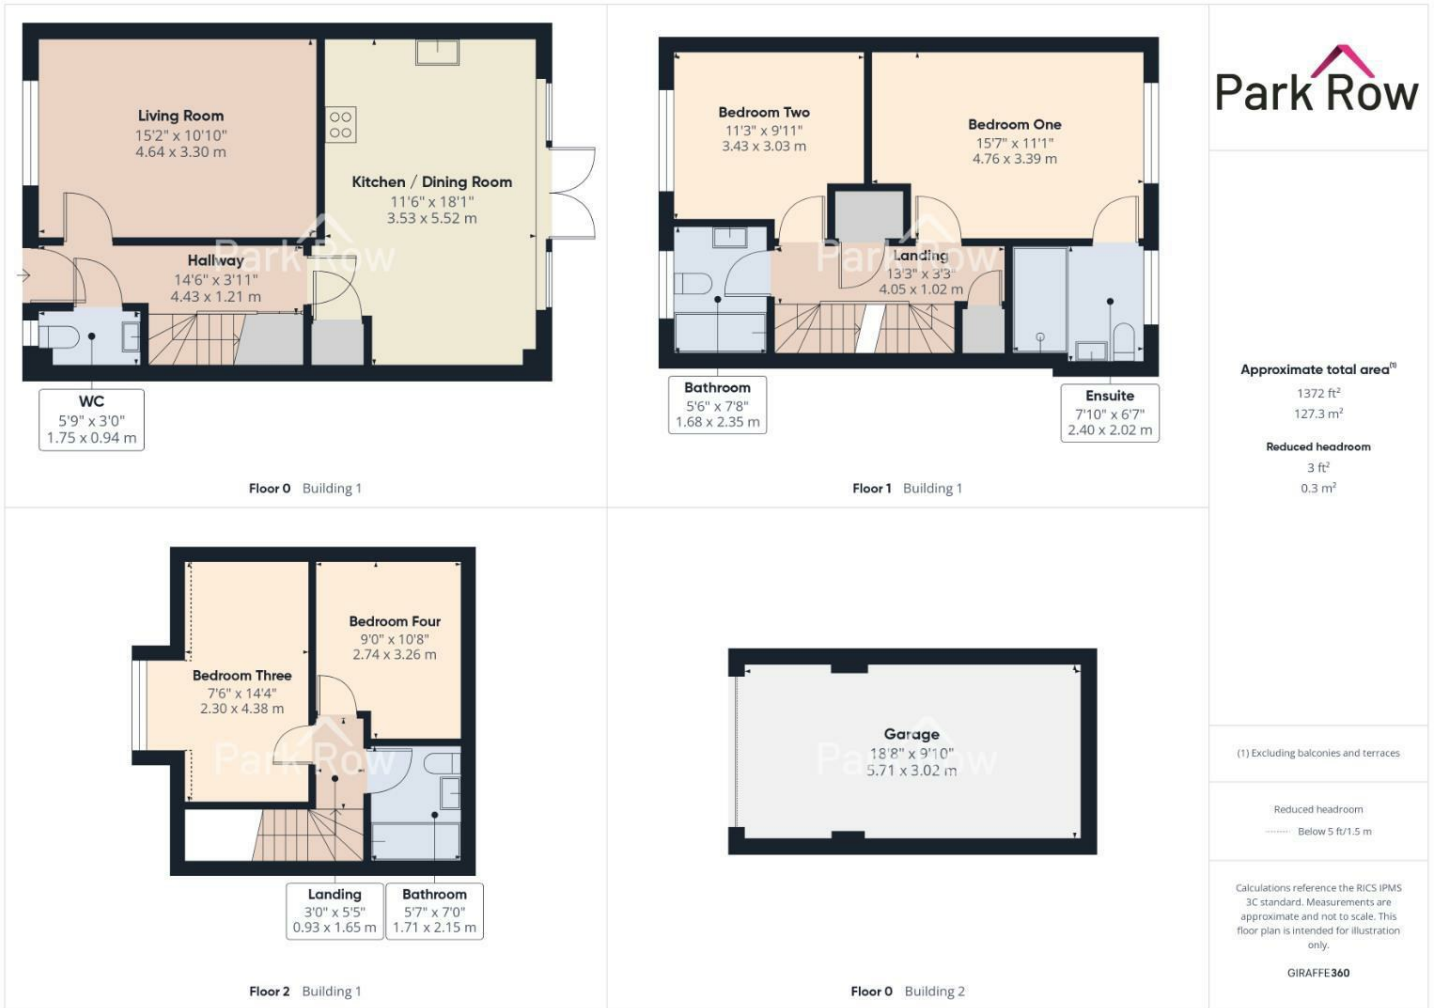 Living Room
15'2" x 10'10"
4.64 x 3.30 m
Kitchen / Dining Room
11'6" x 18'1"
3.53 x 5.52 m
Park Row
Hallway
14'6" x 3'11"
4.43 x 1.21 m
WC
5'9" x 3'0"
1.75 x 0.94 m
Floor 0 Building 1
Bedroom Two
11'3" x 9'11"
3.43 x 3.03 m
Bedroom One
15'7" x 11'1"
4.76 x 3.39 m
Park Row
Landing
13'3" x 3'3"
4.05 x 1.02 m
Bathroom
5'6" x 7'8"
1.68 x 2.35 m
Ensuite
7'10" x 6'7"
2.40 x 2.02 m
Floor 1 Building 1
Bedroom Four
9'0" x 10'8"
2.74 x 3.26 m
Bedroom Three
7'6" x 14'4"
2.30 x 4.38 m
Park Row
Landing
3'0" x 5'5"
0.93 x 1.65 m
Bathroom
5'7" x 7'0"
1.71 x 2.15 m
Floor 2 Building 1
Garage
18'8" x 9'10"
5.71 x 3.02 m
Park Row
Floor 0 Building 2
Park Row
Approximate total area(1)
1372 ft²
127.3 m²
Reduced headroom
3 ft²
0.3 m²
(1) Excluding balconies and terraces
Reduced headroom
Below 5 ft/1.5 m
Calculations reference the RICS IPMS
3C standard. Measurements are
approximate and not to scale. This
floor plan is intended for illustration
only.
GIRAFFE360